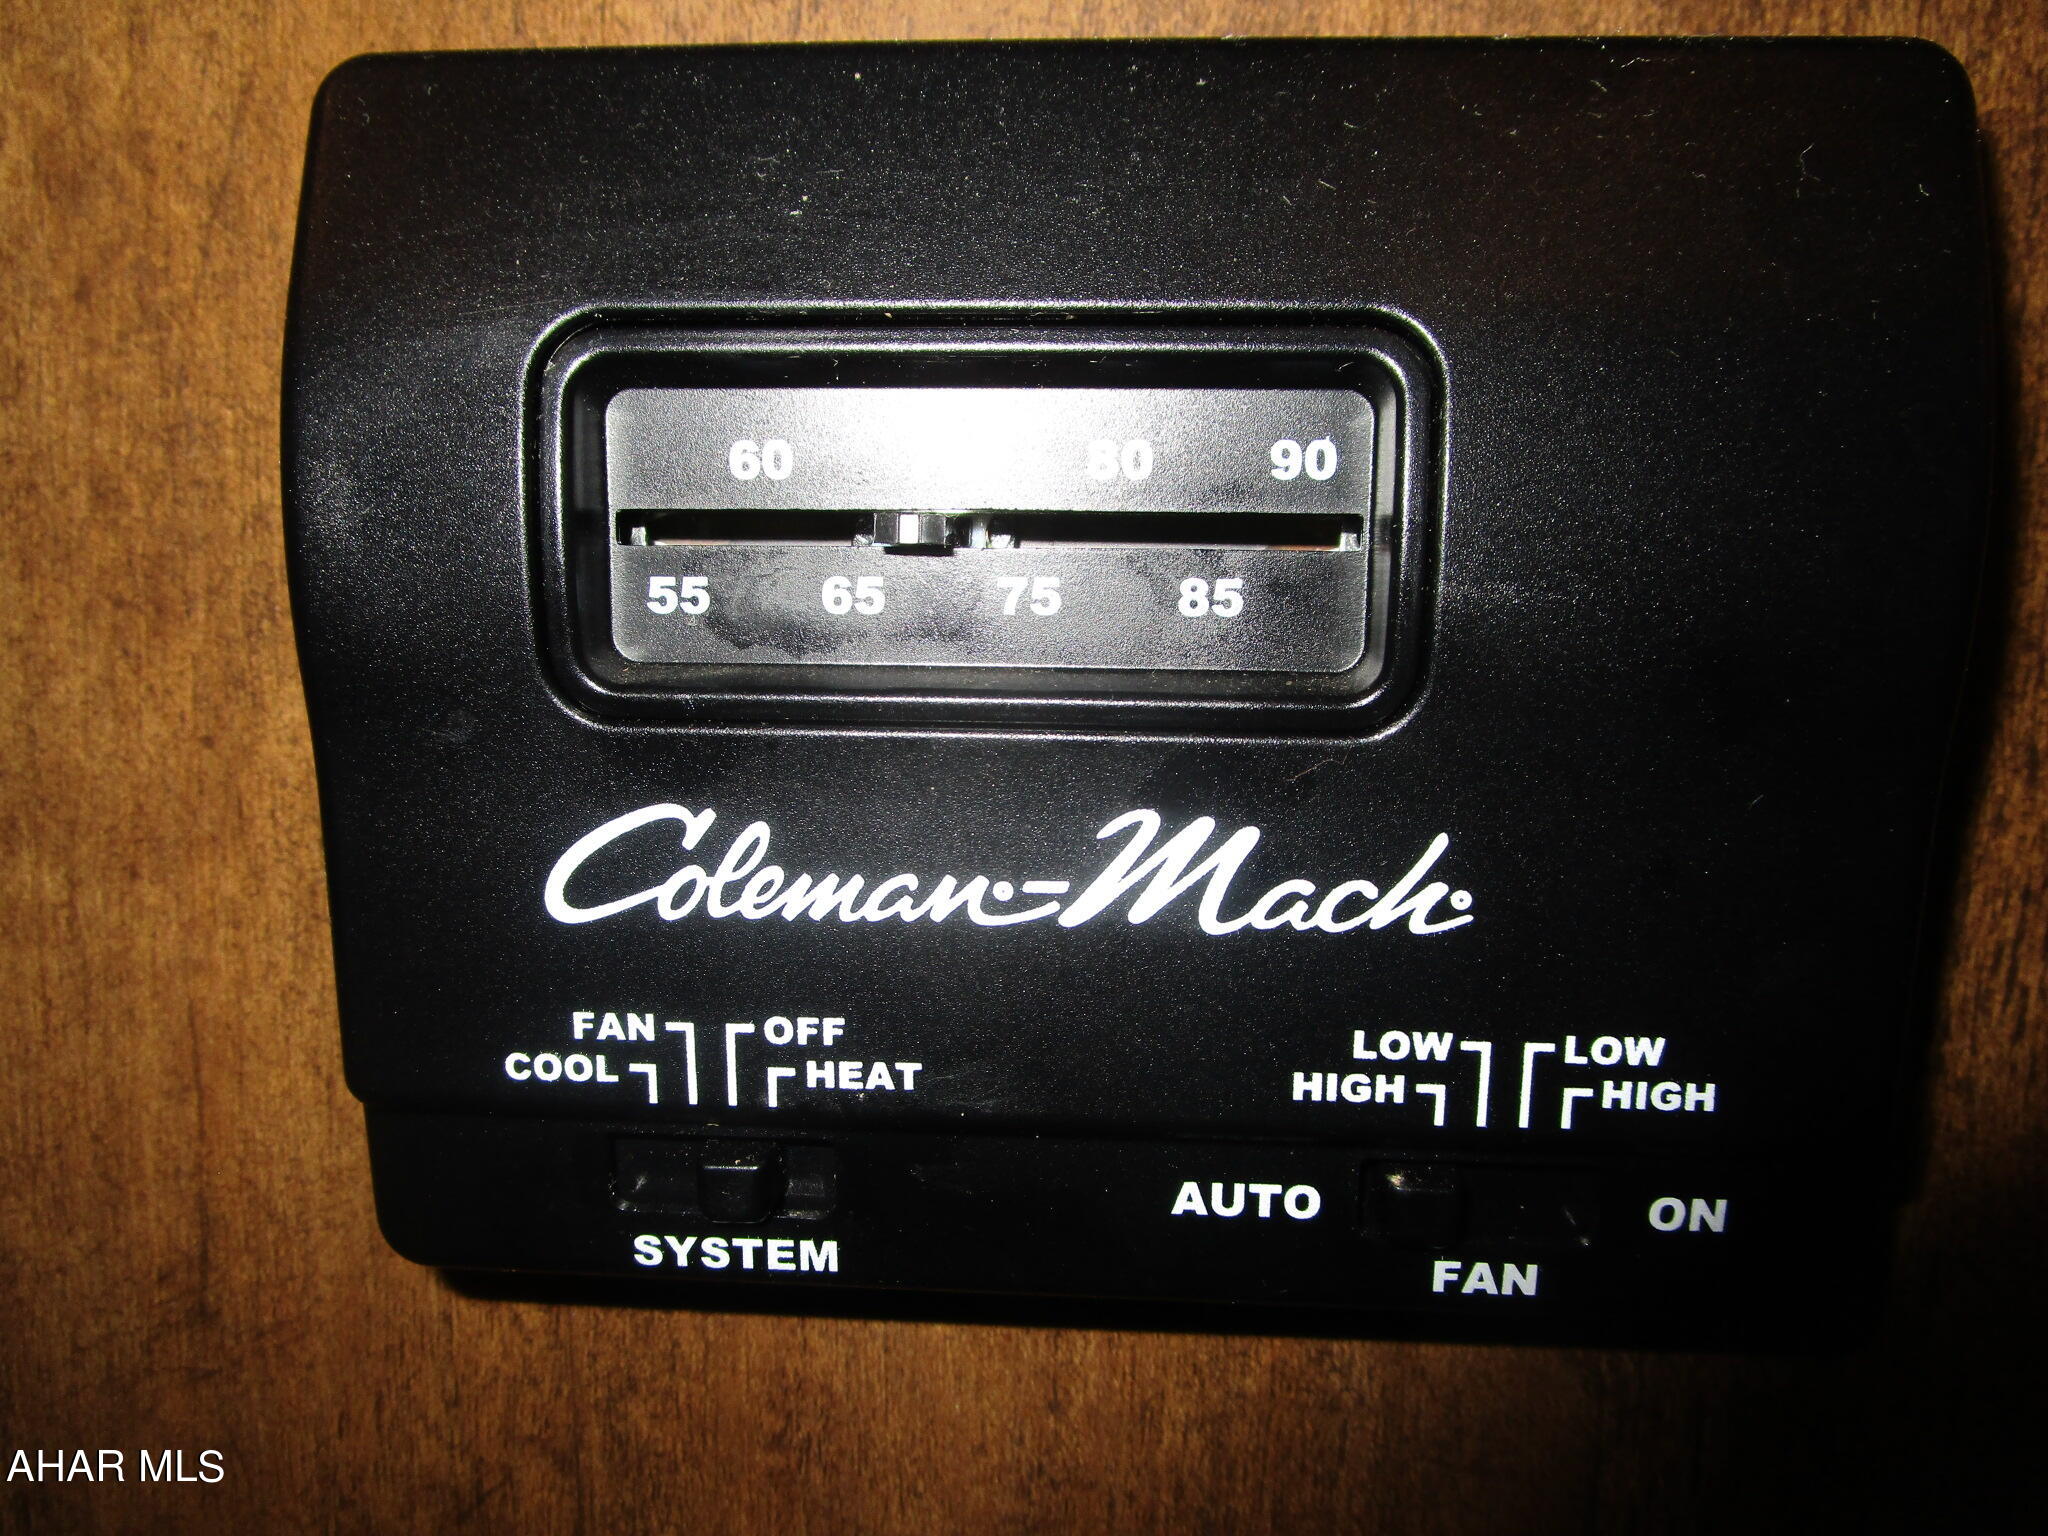 60 80 90
55 65 75 85
Coleman-Mach
FAN OFF
COOL HEAT
LOW LOW
HIGH HIGH
AUTO ON
SYSTEM
FAN
AHAR MLS